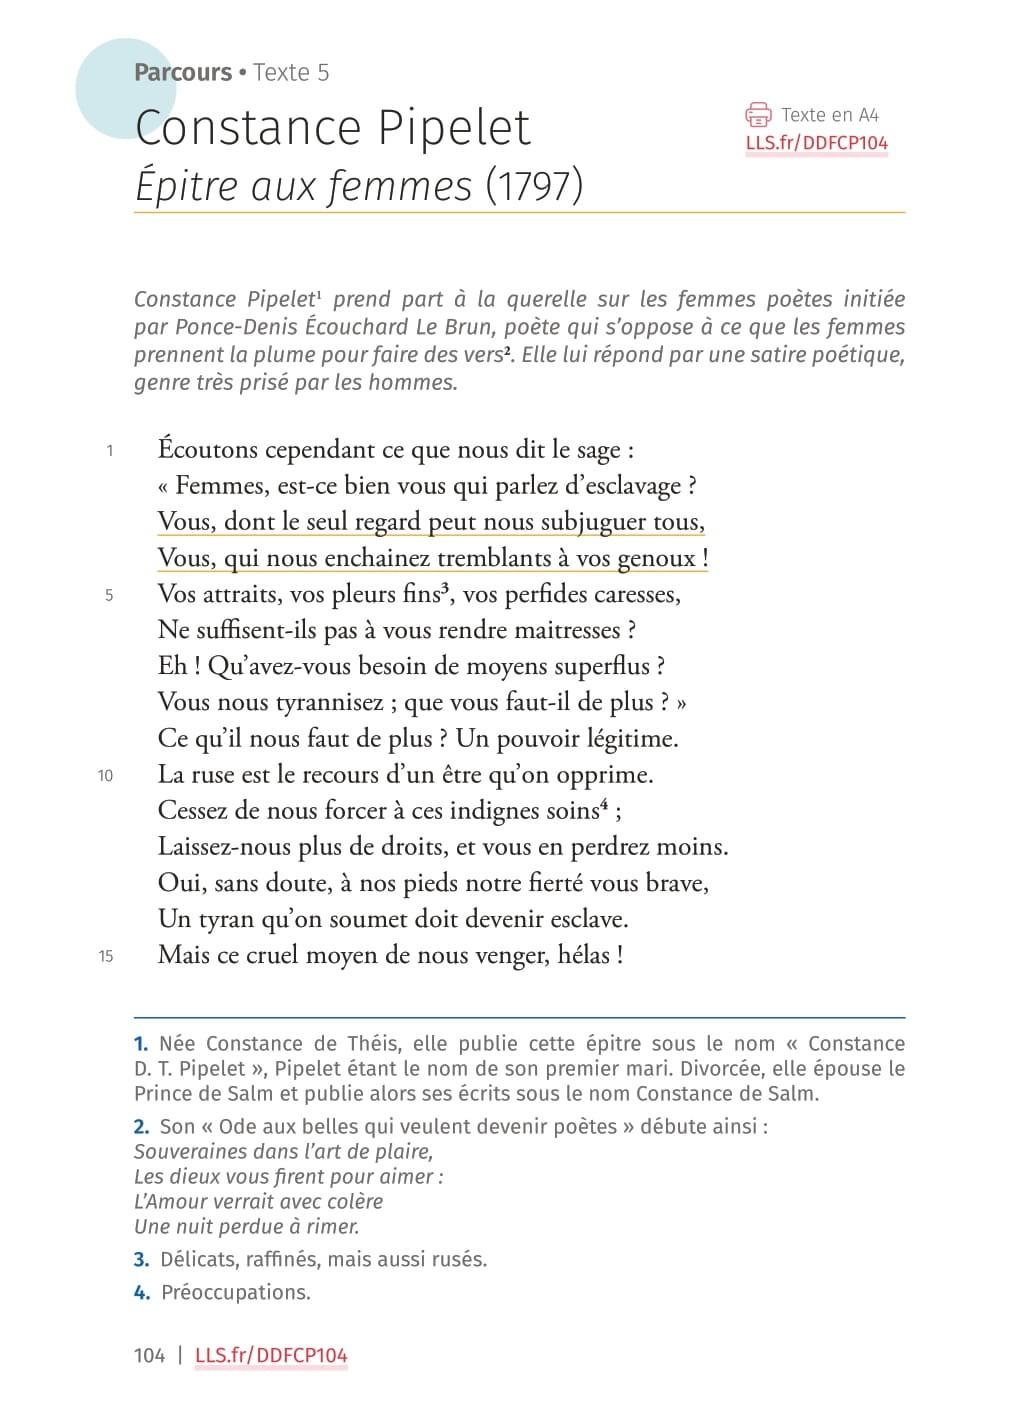 Parcours • Texte 5
Constance Pipelet
Épitre aux femmes (1797)
Texte en A4
LLS.fr/DDFCP104
Constance Pipelet¹ prend part à la querelle sur les femmes poètes initiée
par Ponce-Denis Écouchard Le Brun, poète qui s’oppose à ce que les femmes
prennent la plume pour faire des vers². Elle lui répond par une satire poétique,
genre très prisé par les hommes.
1 Écoutons cependant ce que nous dit le sage :
« Femmes, est-ce bien vous qui parlez d’esclavage ?
Vous, dont le seul regard peut nous subjuguer tous,
Vous, qui nous enchainez tremblants à vos genoux !
5 Vos attraits, vos pleurs fins³, vos perfides caresses,
Ne suffisent-ils pas à vous rendre maitresses ?
Eh ! Qu’avez-vous besoin de moyens superflus ?
Vous nous tyrannisez ; que vous faut-il de plus ? »
Ce qu’il nous faut de plus ? Un pouvoir légitime.
10 La ruse est le recours d’un être qu’on opprime.
Cessez de nous forcer à ces indignes soins⁴ ;
Laissez-nous plus de droits, et vous en perdrez moins.
Oui, sans doute, à nos pieds notre fierté vous brave,
Un tyran qu’on soumet doit devenir esclave.
15 Mais ce cruel moyen de nous venger, hélas !
1. Née Constance de Théis, elle publie cette épitre sous le nom « Constance
D. T. Pipelet », Pipelet étant le nom de son premier mari. Divorcée, elle épouse le
Prince de Salm et publie alors ses écrits sous le nom Constance de Salm.
2. Son « Ode aux belles qui veulent devenir poètes » débute ainsi :
Souveraines dans l’art de plaire,
Les dieux vous firent pour aimer :
L’Amour verrait avec colère
Une nuit perdue à rimer.
3. Délicats, raffinés, mais aussi rusés.
4. Préoccupations.
104 | LLS.fr/DDFCP104